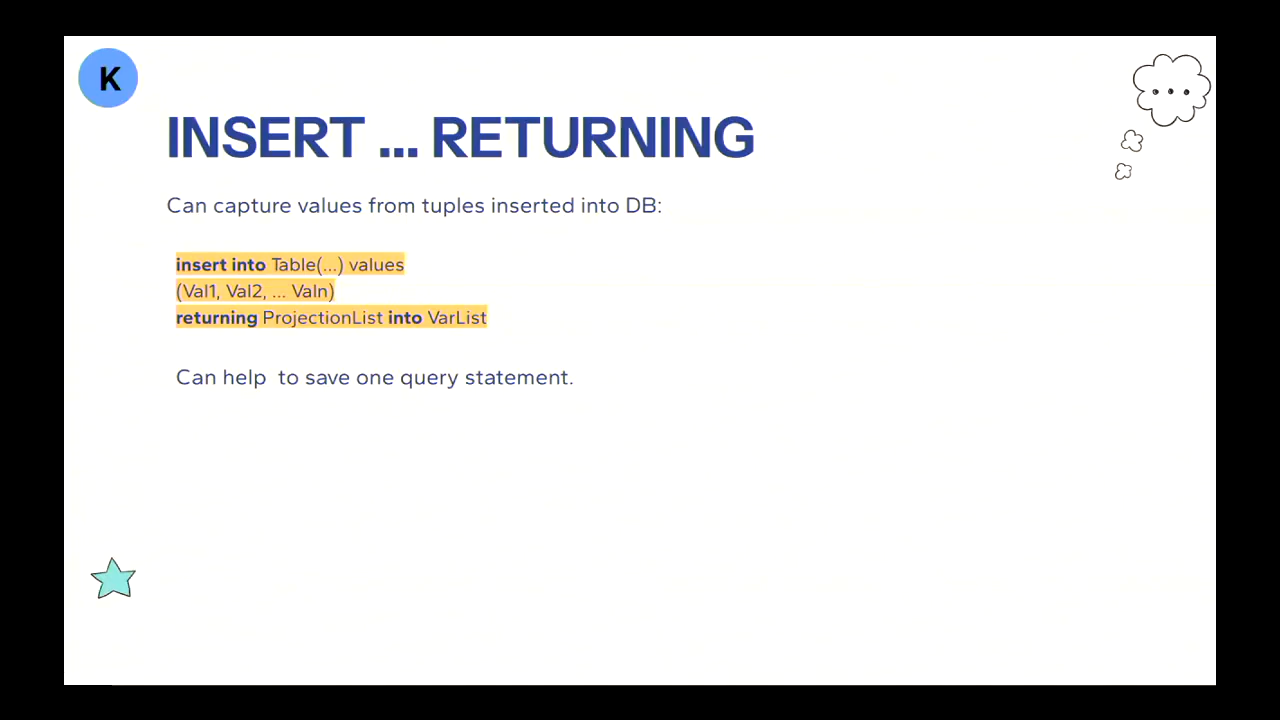 K
INSERT ... RETURNING
Can capture values from tuples inserted into DB:
insert into Table(...) values
(Val1, Val2, ... Valn)
returning ProjectionList into VarList
Can help  to save one query statement.